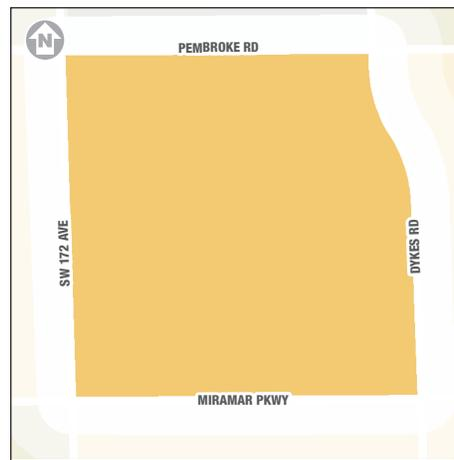 N
PEMBROKE RD
SW 172 AVE
DYKES RD
MIRAMAR PKWY